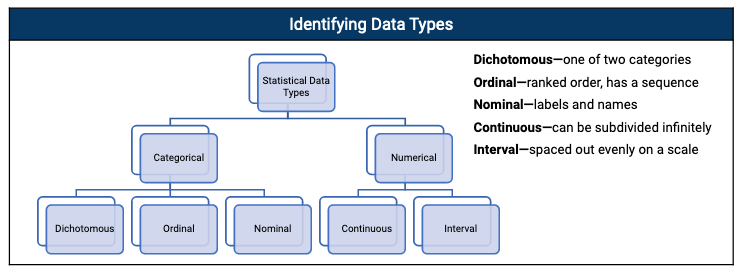 Identifying Data Types
Statistical Data
Types
Categorical
Numerical
Dichotomous
Ordinal
Nominal
Continuous
Interval
Dichotomous—one of two categories
Ordinal—ranked order, has a sequence
Nominal—labels and names
Continuous—can be subdivided infinitely
Interval—spaced out evenly on a scale